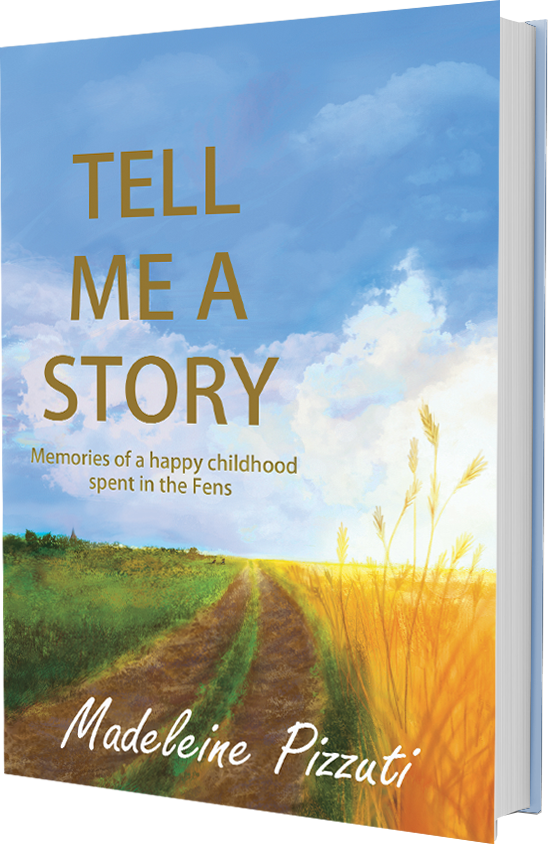 TELL
ME A
STORY
Memories of a happy childhood
spent in the Fens
Madeleine Pizzuti